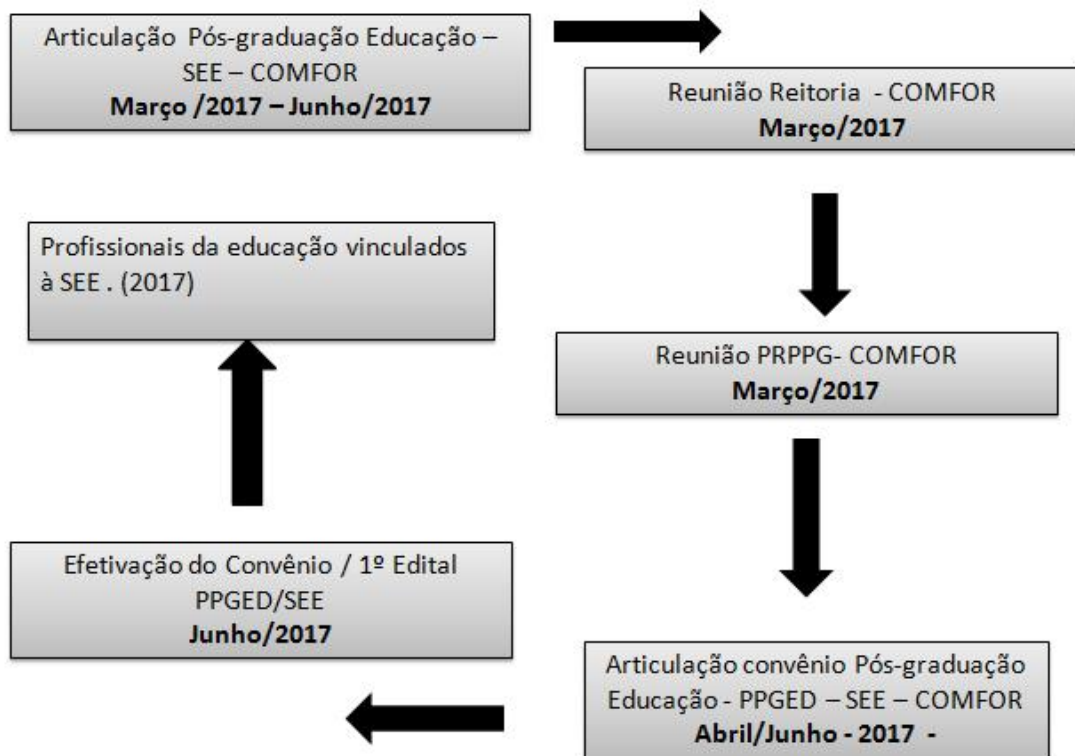 Articulação Pós-graduação Educação –
SEE – COMFOR
Março /2017 – Junho/2017
Reunião Reitoria - COMFOR
Março/2017
Reunião PRPPG- COMFOR
Março/2017
Articulação convênio Pós-graduação
Educação - PPGED – SEE – COMFOR
Abril/Junho - 2017 -
Efetivação do Convênio / 1º Edital
PPGED/SEE
Junho/2017
Profissionais da educação vinculados
à SEE . (2017)